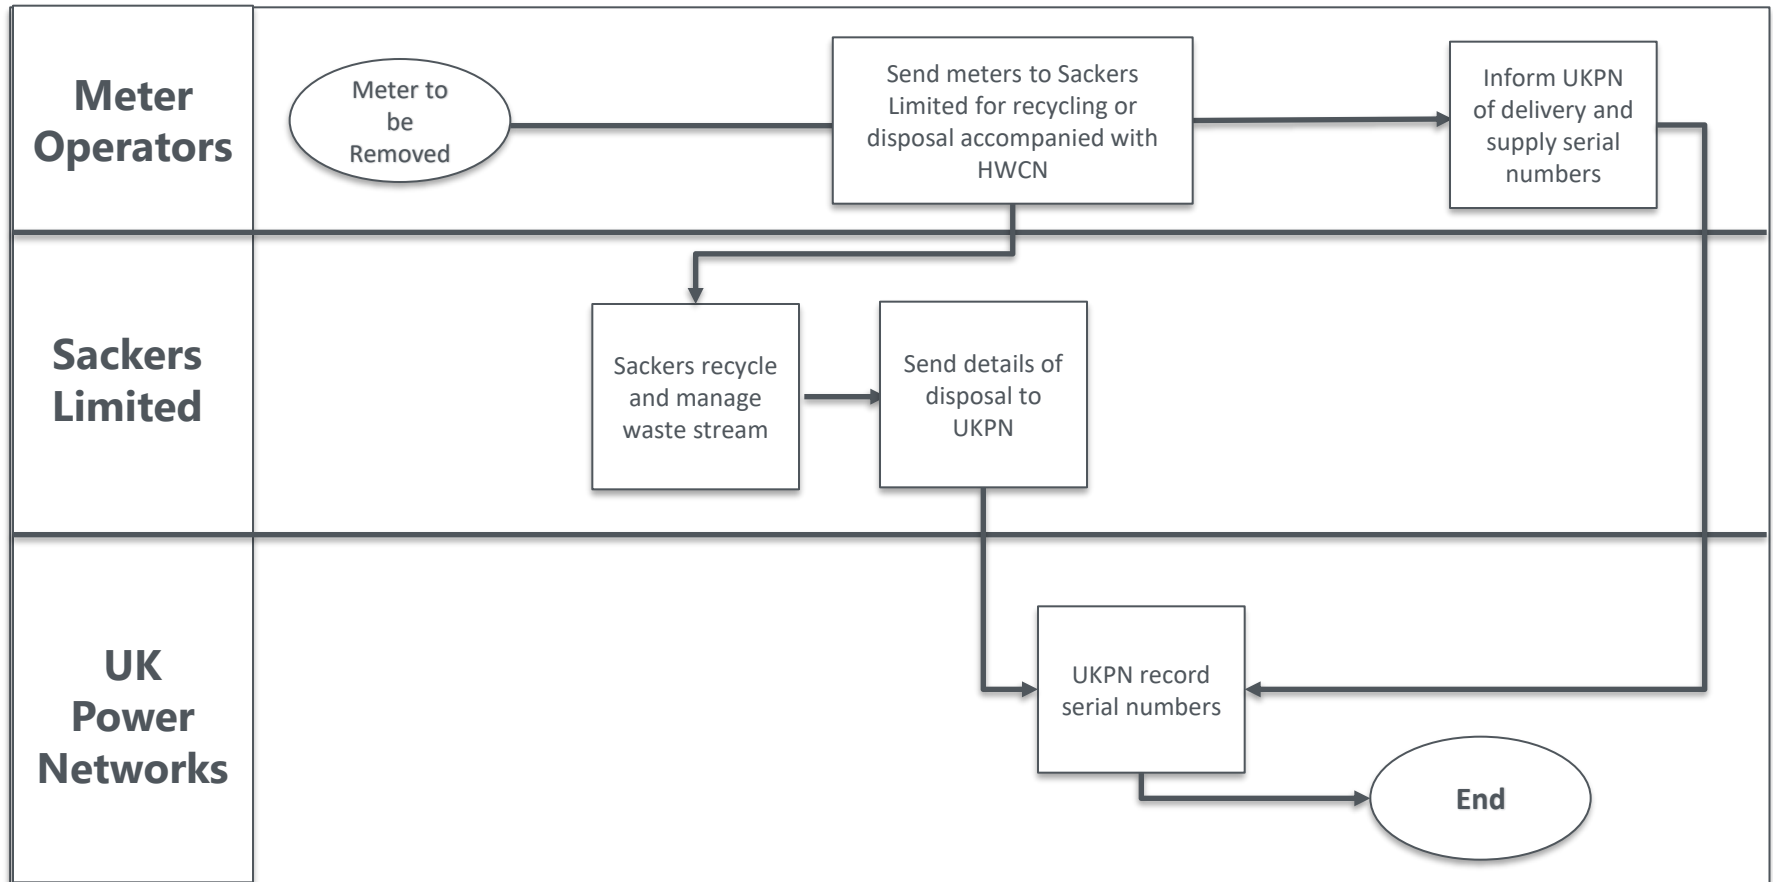 Meter
Operators
Meter to
be
Removed
Send meters to Sackers
Limited for recycling or
disposal accompanied with
HWCN
Inform UKPN
of delivery and
supply serial
numbers
Sackers
Limited
Sackers recycle
and manage
waste stream
Send details of
disposal to
UKPN
UK
Power
Networks
UKPN record
serial numbers
End